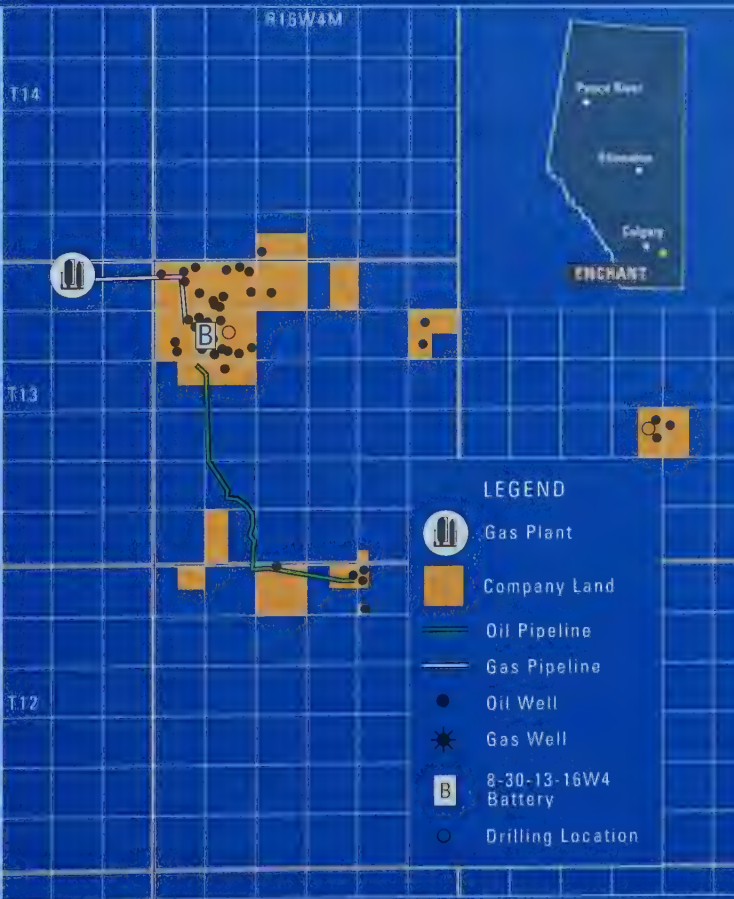 R16W4M
T14
Peace River
Edmonton
Calgary
ENCHANT
B
T13
LEGEND
Gas Plant
Company Land
Oil Pipeline
Gas Pipeline
T12
Oil Well
Gas Well
B
8-30-13-16W4
Battery
Drilling Location